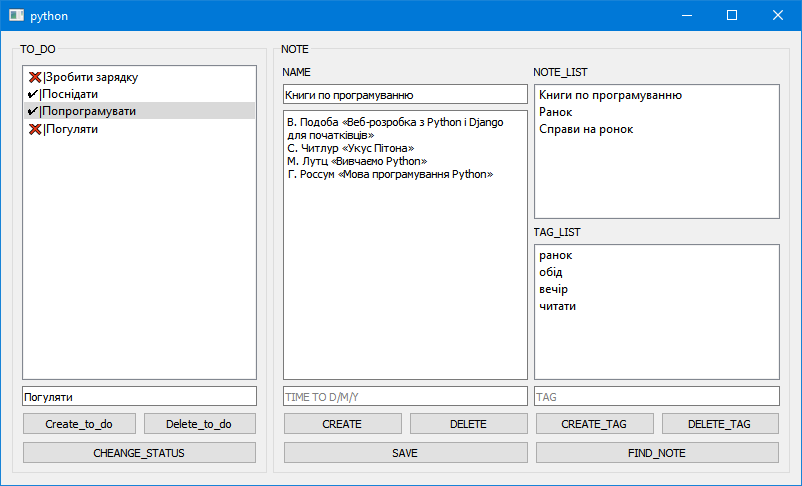 python
TO_DO
❌|Зробити зарядку
✔|Поснідати
✔|Попрограмувати
❌|Погуляти
Погуляти
Create_to_do
Delete_to_do
CHEANGE_STATUS
NOTE
NAME
Книги по програмуванню
В. Подоба «Веб-розробка з Python і Django
для початківців»
С. Читлур «Укус Пітона»
М. Лутц «Вивчаємо Python»
Г. Россум «Мова програмування Python»
TIME TO D/M/Y
CREATE
DELETE
SAVE
NOTE_LIST
Книги по програмуванню
Ранок
Справи на ронок
TAG_LIST
ранок
обід
вечір
читати
TAG
CREATE_TAG
DELETE_TAG
FIND_NOTE